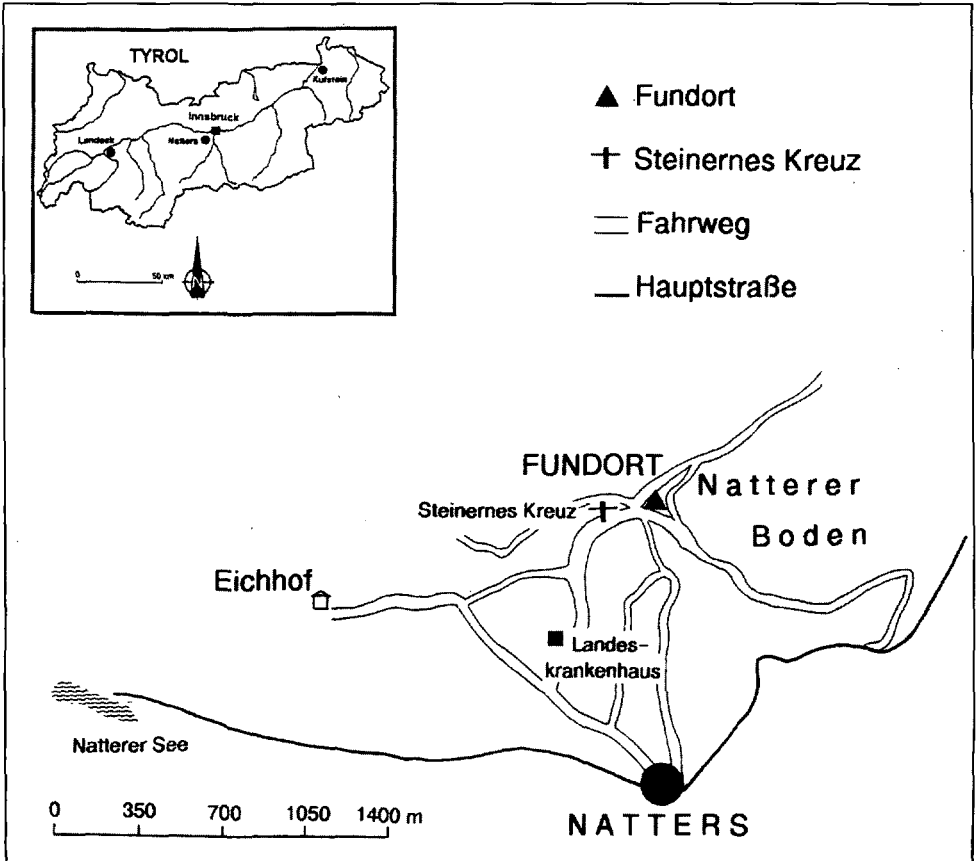 TYROL
Kufstein
Innsbruck
Landeck
Natters
0 50 km
N
Fundort
Steinernes Kreuz
Fahrweg
Hauptstraße
FUNDORT
Natterer
Boden
Steinernes Kreuz
Eichhof
Landes-
krankenhaus
Natterer See
0 350 700 1050 1400 m
NATTERS